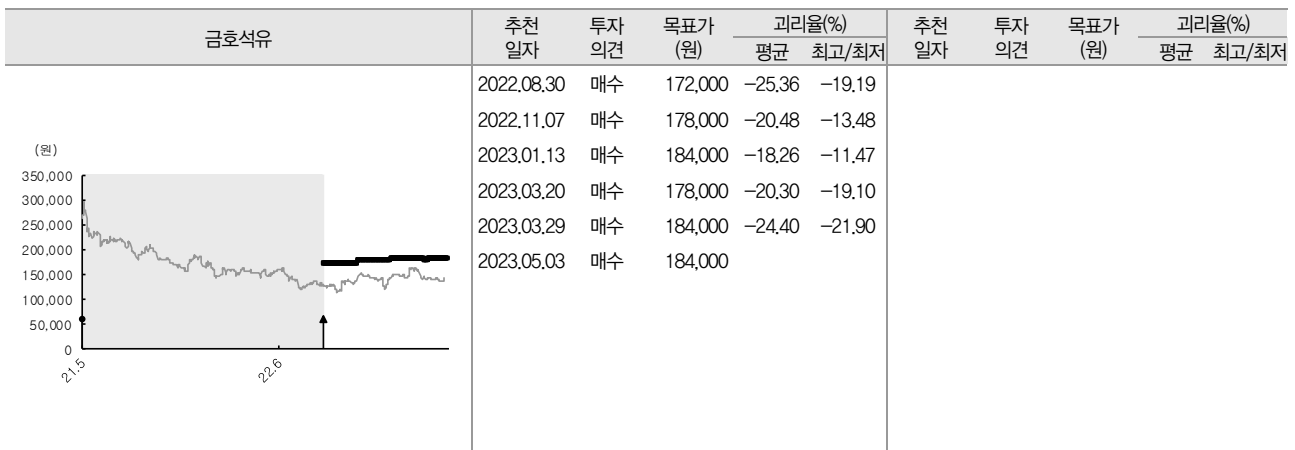 금호석유
추천 일자 투자 의견 목표가 (원) 괴리율(%) 평균 최고/최저 추천 일자 투자 의견 목표가 (원) 괴리율(%) 평균 최고/최저
2022.08.30 매수 172,000 −25.36 −19.19
2022.11.07 매수 178,000 −20.48 −13.48
2023.01.13 매수 184,000 −18.26 −11.47
2023.03.20 매수 178,000 −20.30 −19.10
2023.03.29 매수 184,000 −24.40 −21.90
2023.05.03 매수 184,000
(원)
350,000
300,000
250,000
200,000
150,000
100,000
50,000
0
21.5 22.6